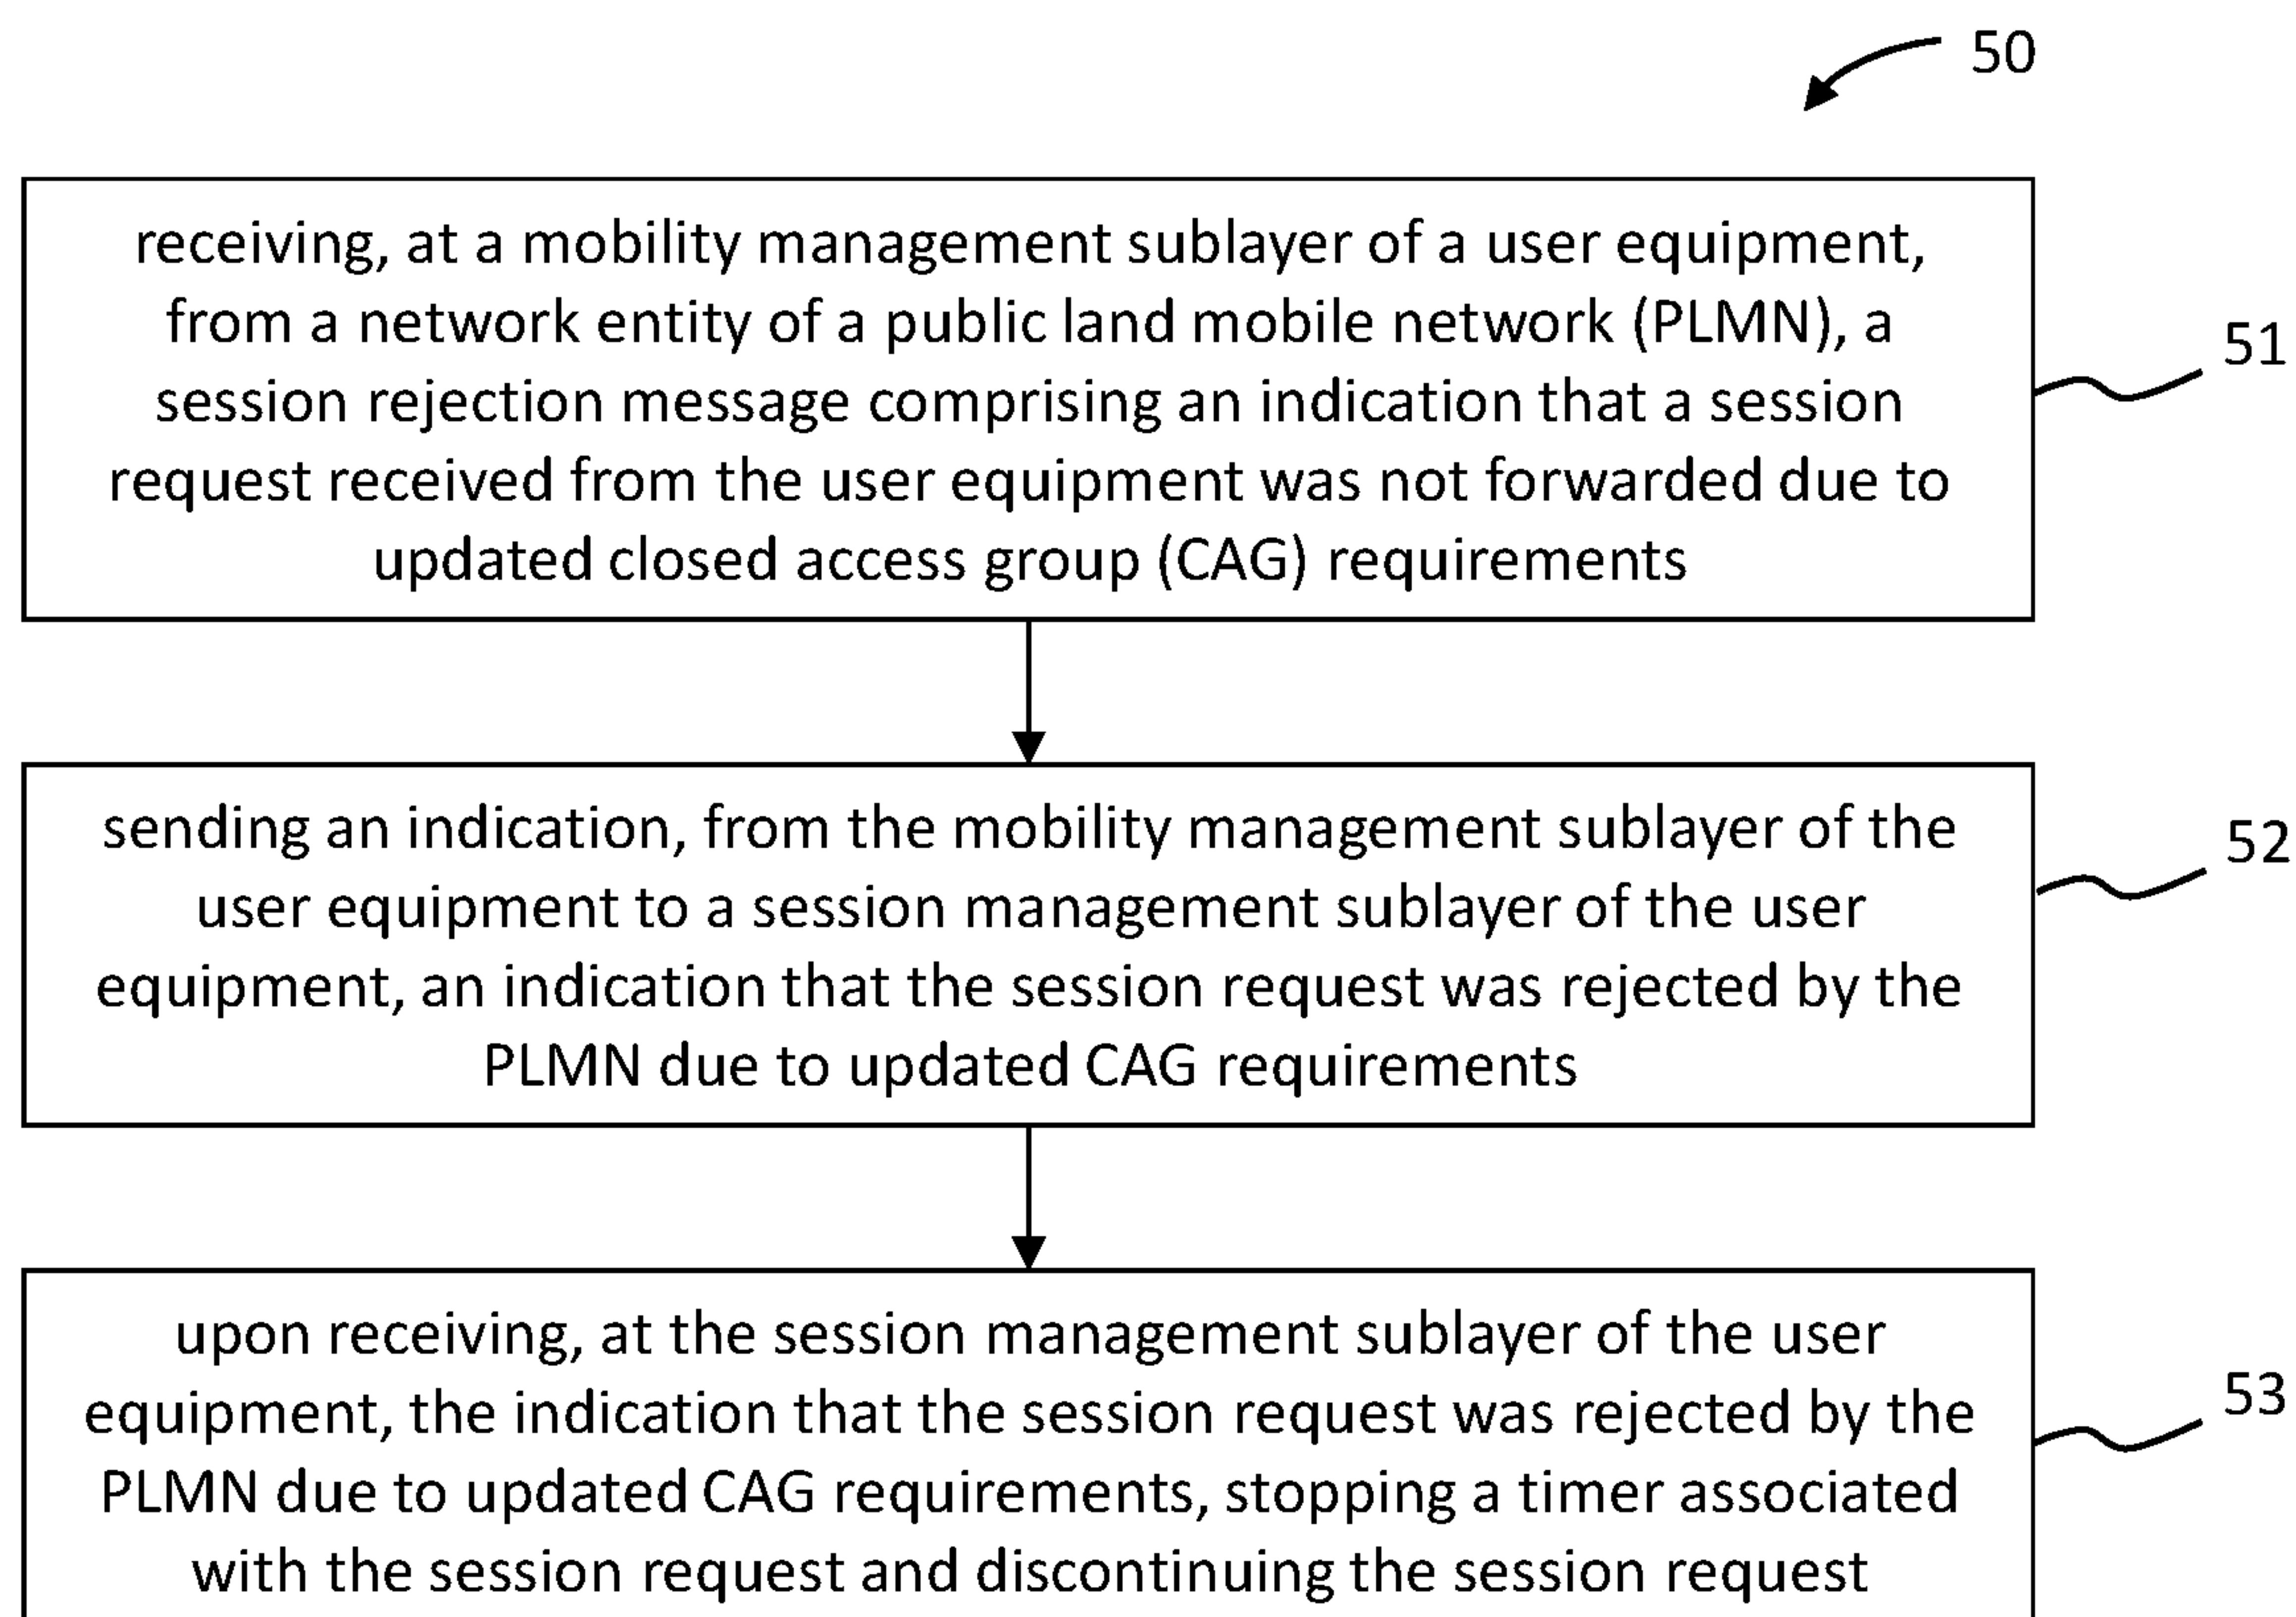 50
receiving, at a mobility management sublayer of a user equipment,
from a network entity of a public land mobile network (PLMN), a
session rejection message comprising an indication that a session
request received from the user equipment was not forwarded due to
updated closed access group (CAG) requirements
51
sending an indication, from the mobility management sublayer of the
user equipment to a session management sublayer of the user
equipment, an indication that the session request was rejected by the
PLMN due to updated CAG requirements
52
upon receiving, at the session management sublayer of the user
equipment, the indication that the session request was rejected by the
PLMN due to updated CAG requirements, stopping a timer associated
with the session request and discontinuing the session request
53